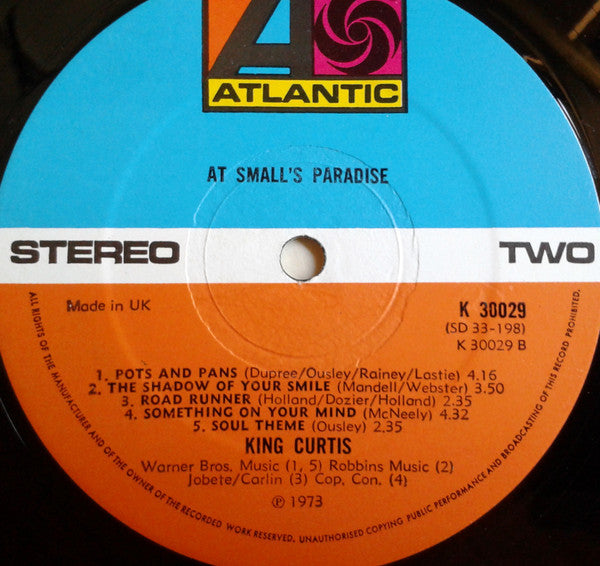 ATLANTIC
AT SMALL'S PARADISE
STEREO
TWO
Made in UK
K 30029
(SD 33-198)
K 30029 B
1. POTS AND PANS (Dupree/Ousley/Rainey/Lastie) 4.16
2. THE SHADOW OF YOUR SMILE (Mandell/Webster) 3.50
3. ROAD RUNNER (Holland/Dozier/Holland) 2.35
4. SOMETHING ON YOUR MIND (McNeely) 4.32
5. SOUL THEME (Ousley) 2.35
KING CURTIS
Warner Bros. Music (1, 5) Robbins Music (2)
Jobete/Carlin (3) Cop. Con. (4)
℗ 1973
ALL RIGHTS OF THE MANUFACTURER AND OF THE OWNER OF THE RECORDED WORK RESERVED. UNAUTHORISED COPYING PUBLIC PERFORMANCE AND BROADCASTING OF THIS RECORD PROHIBITED.